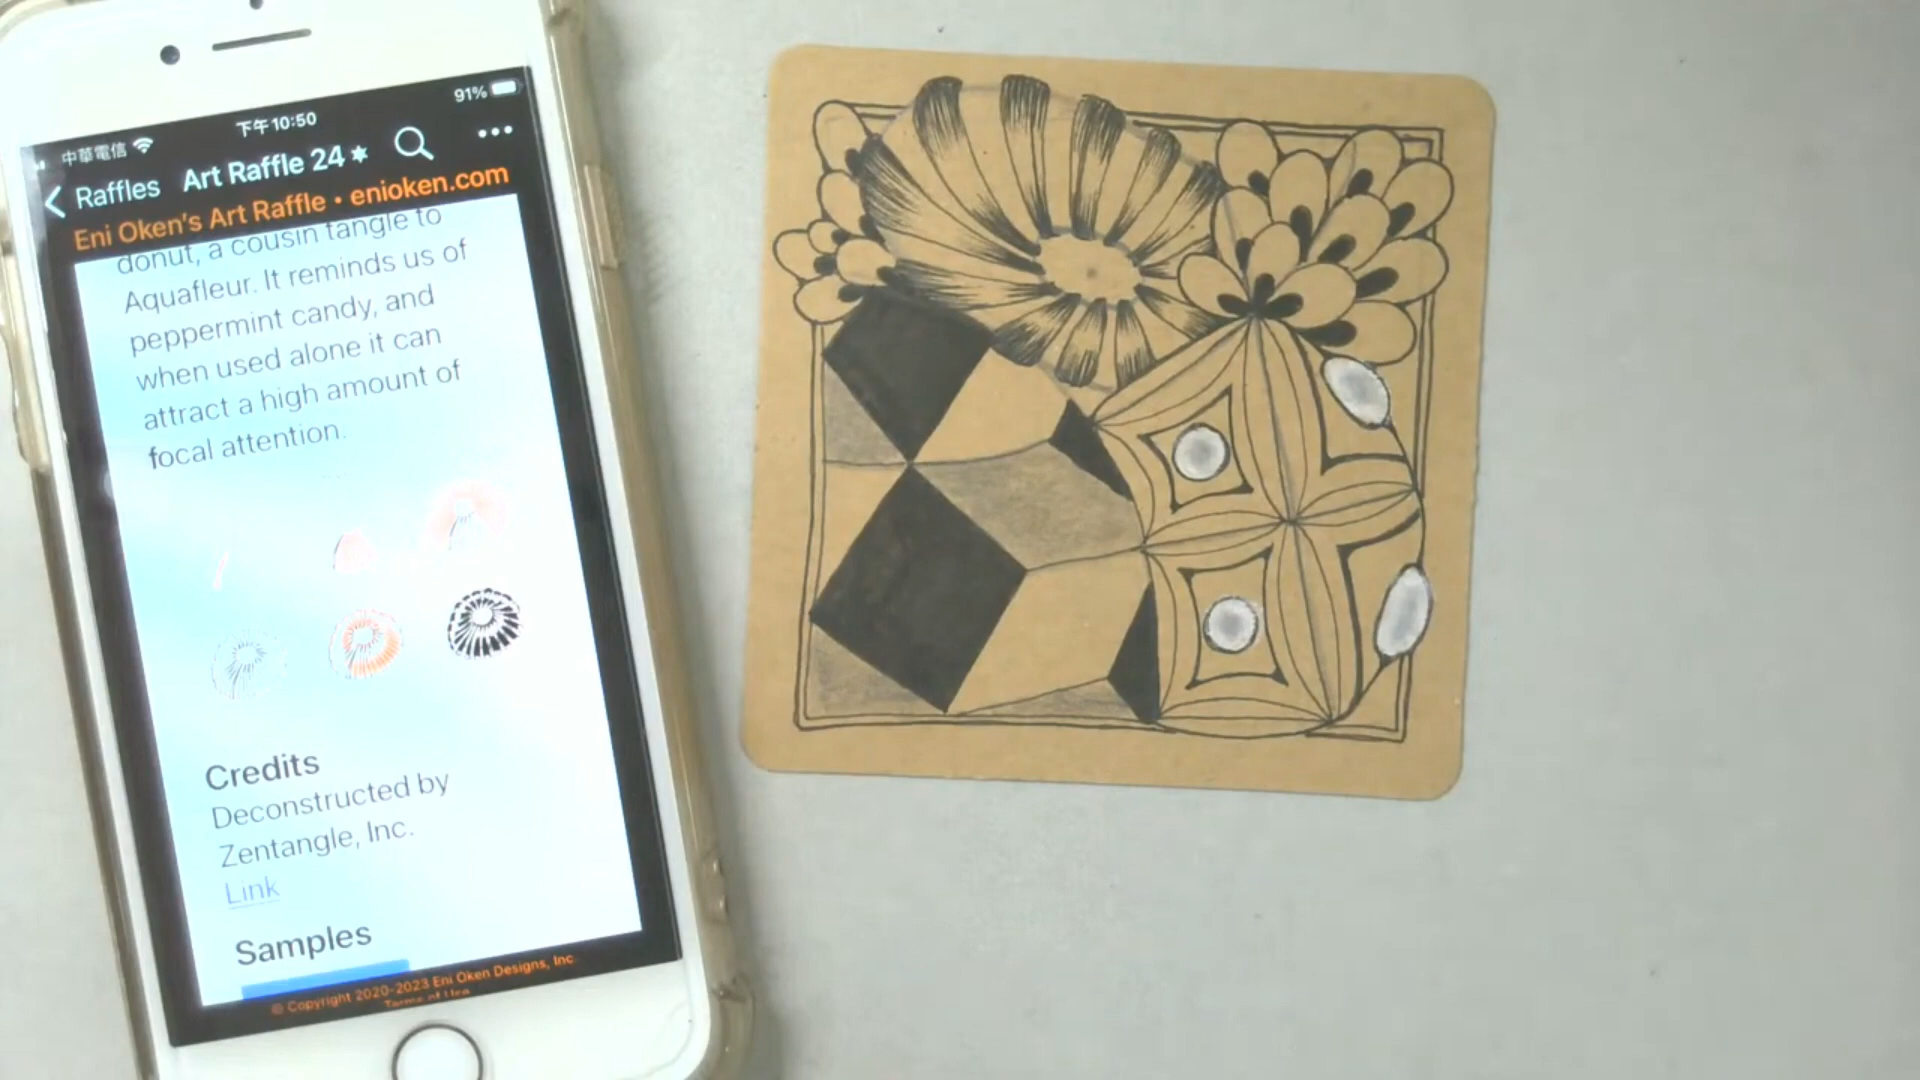 91%
中華電信
下午10:50
Raffles
Art Raffle 24 ✶
Eni Oken's Art Raffle • enioken.com
donut, a cousin tangle to
Aquafleur. It reminds us of
peppermint candy, and
when used alone it can
attract a high amount of
focal attention.
Credits
Deconstructed by
Zentangle, Inc.
Link
Samples
© Copyright 2020-2023 Eni Oken Designs, Inc.
Terms of Use